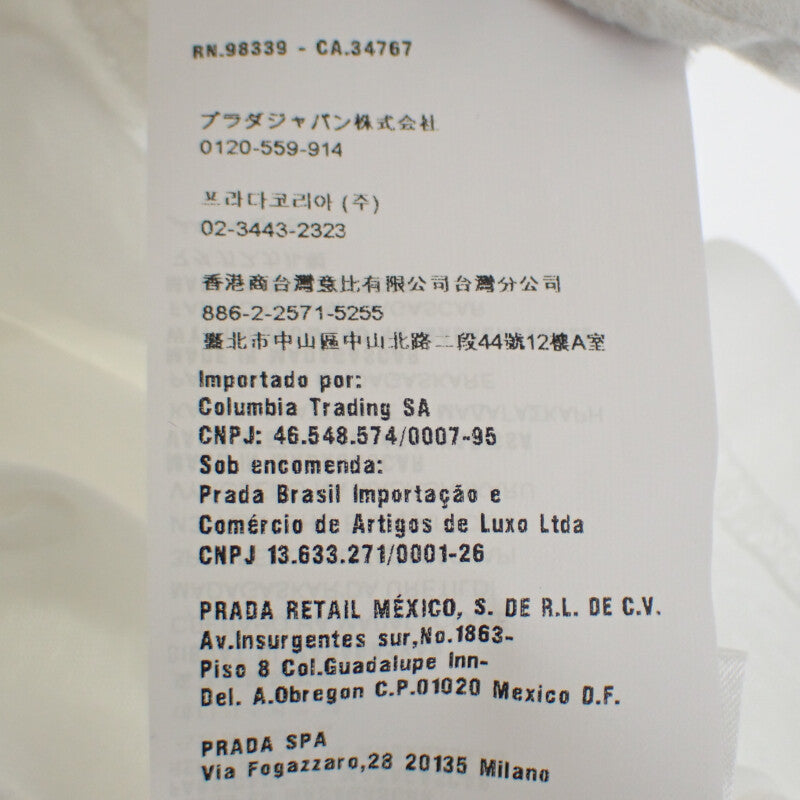 RN.98339 - CA.34767
プラダジャパン株式会社
0120-559-914
프라다코리아 (주)
02-3443-2323
香港商台灣意比有限公司台灣分公司
886-2-2571-5255
臺北市中山區中山北路二段44號12樓A室
Importado por:
Columbia Trading SA
CNPJ: 46.548.574/0007-95
Sob encomenda:
Prada Brasil Importação e
Comércio de Artigos de Luxo Ltda
CNPJ 13.633.271/0001-26
PRADA RETAIL MÉXICO, S. DE R.L. DE C.V.
Av.Insurgentes sur,No.1863-
Piso 8 Col.Guadalupe Inn-
Del. A.Obregon C.P.01020 Mexico D.F.
PRADA SPA
Via Fogazzaro,28 20135 Milano